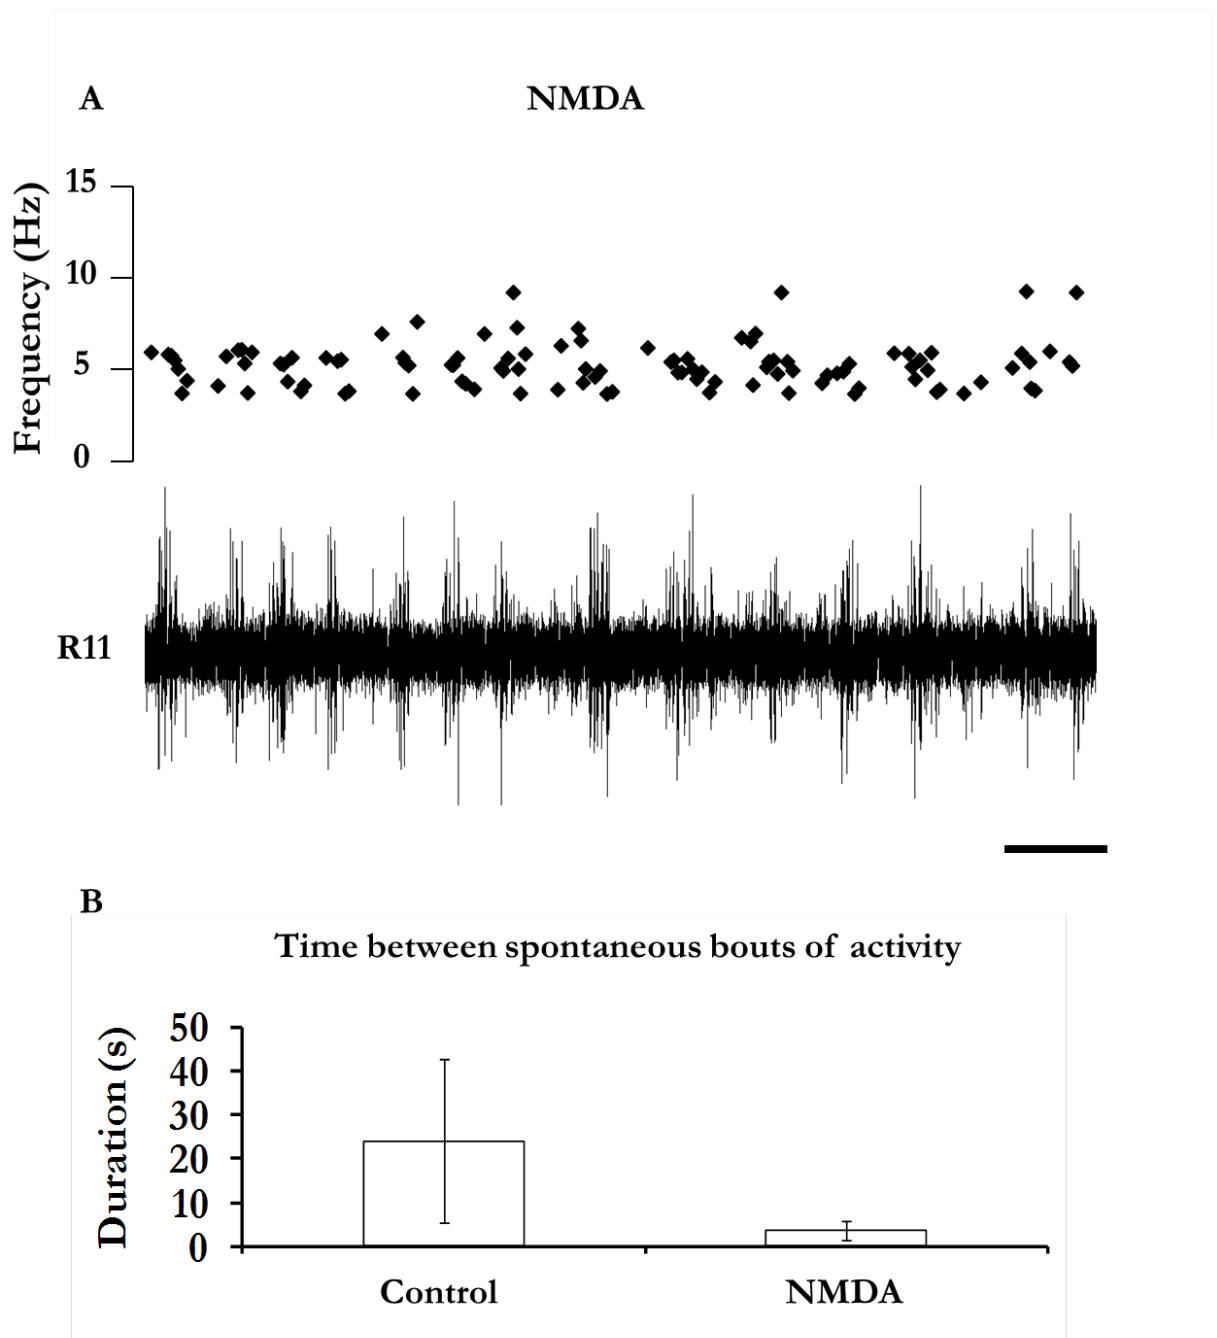 A
NMDA
Frequency (Hz)
15
10
5
0
R11
B
Time between spontaneous bouts of activity
Duration (s)
50
40
30
20
10
0
Control
NMDA